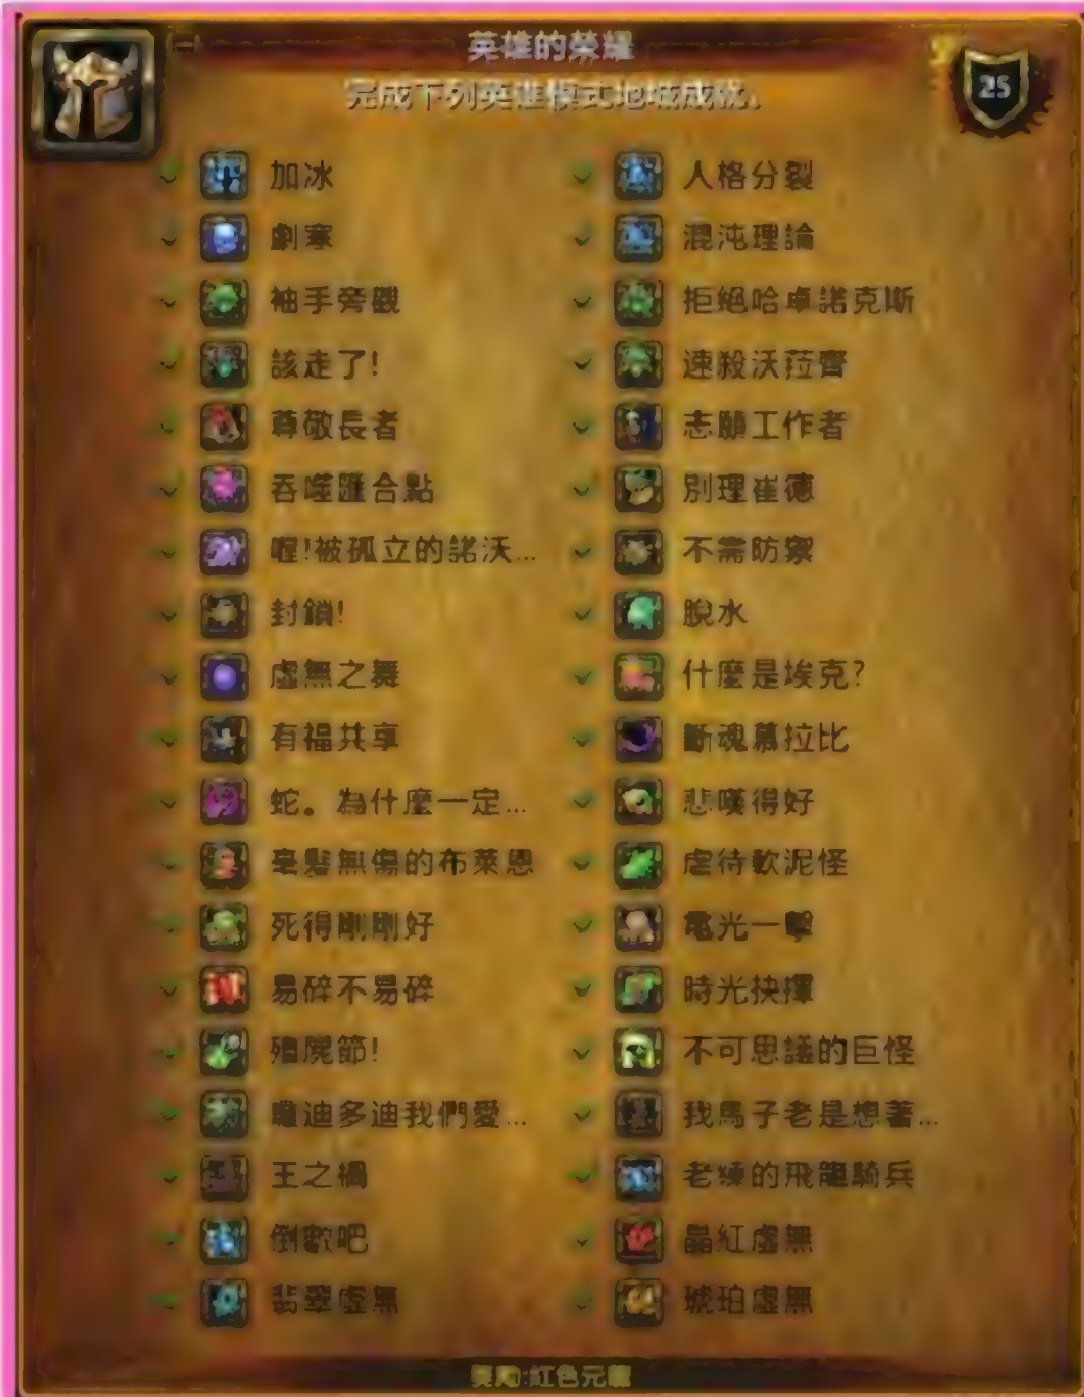 英雄的榮耀
完成下列英雄模式地城成就。
25
加冰 人格分裂
劇寒 混沌理論
袖手旁觀 拒絕哈卓諾克斯
該走了! 速殺沃菈齊
尊敬長者 志願工作者
吞噬匯合點 別理崔德
喔!被孤立的諾沃... 不需防禦
封鎖! 脫水
虛無之舞 什麼是埃克?
有福共享 斷魂慕拉比
蛇。為什麼一定... 悲嘆得好
毫髮無傷的布萊恩 虐待軟泥怪
死得剛剛好 電光一擊
易碎不易碎 時光抉擇
殭屍節! 不可思議的巨怪
嚕迪多迪我們愛... 我馬子老是想著...
王之禍 老練的飛龍騎兵
倒數吧 晶紅虛無
翡翠虛無 琥珀虛無
獎勵:紅色元龍